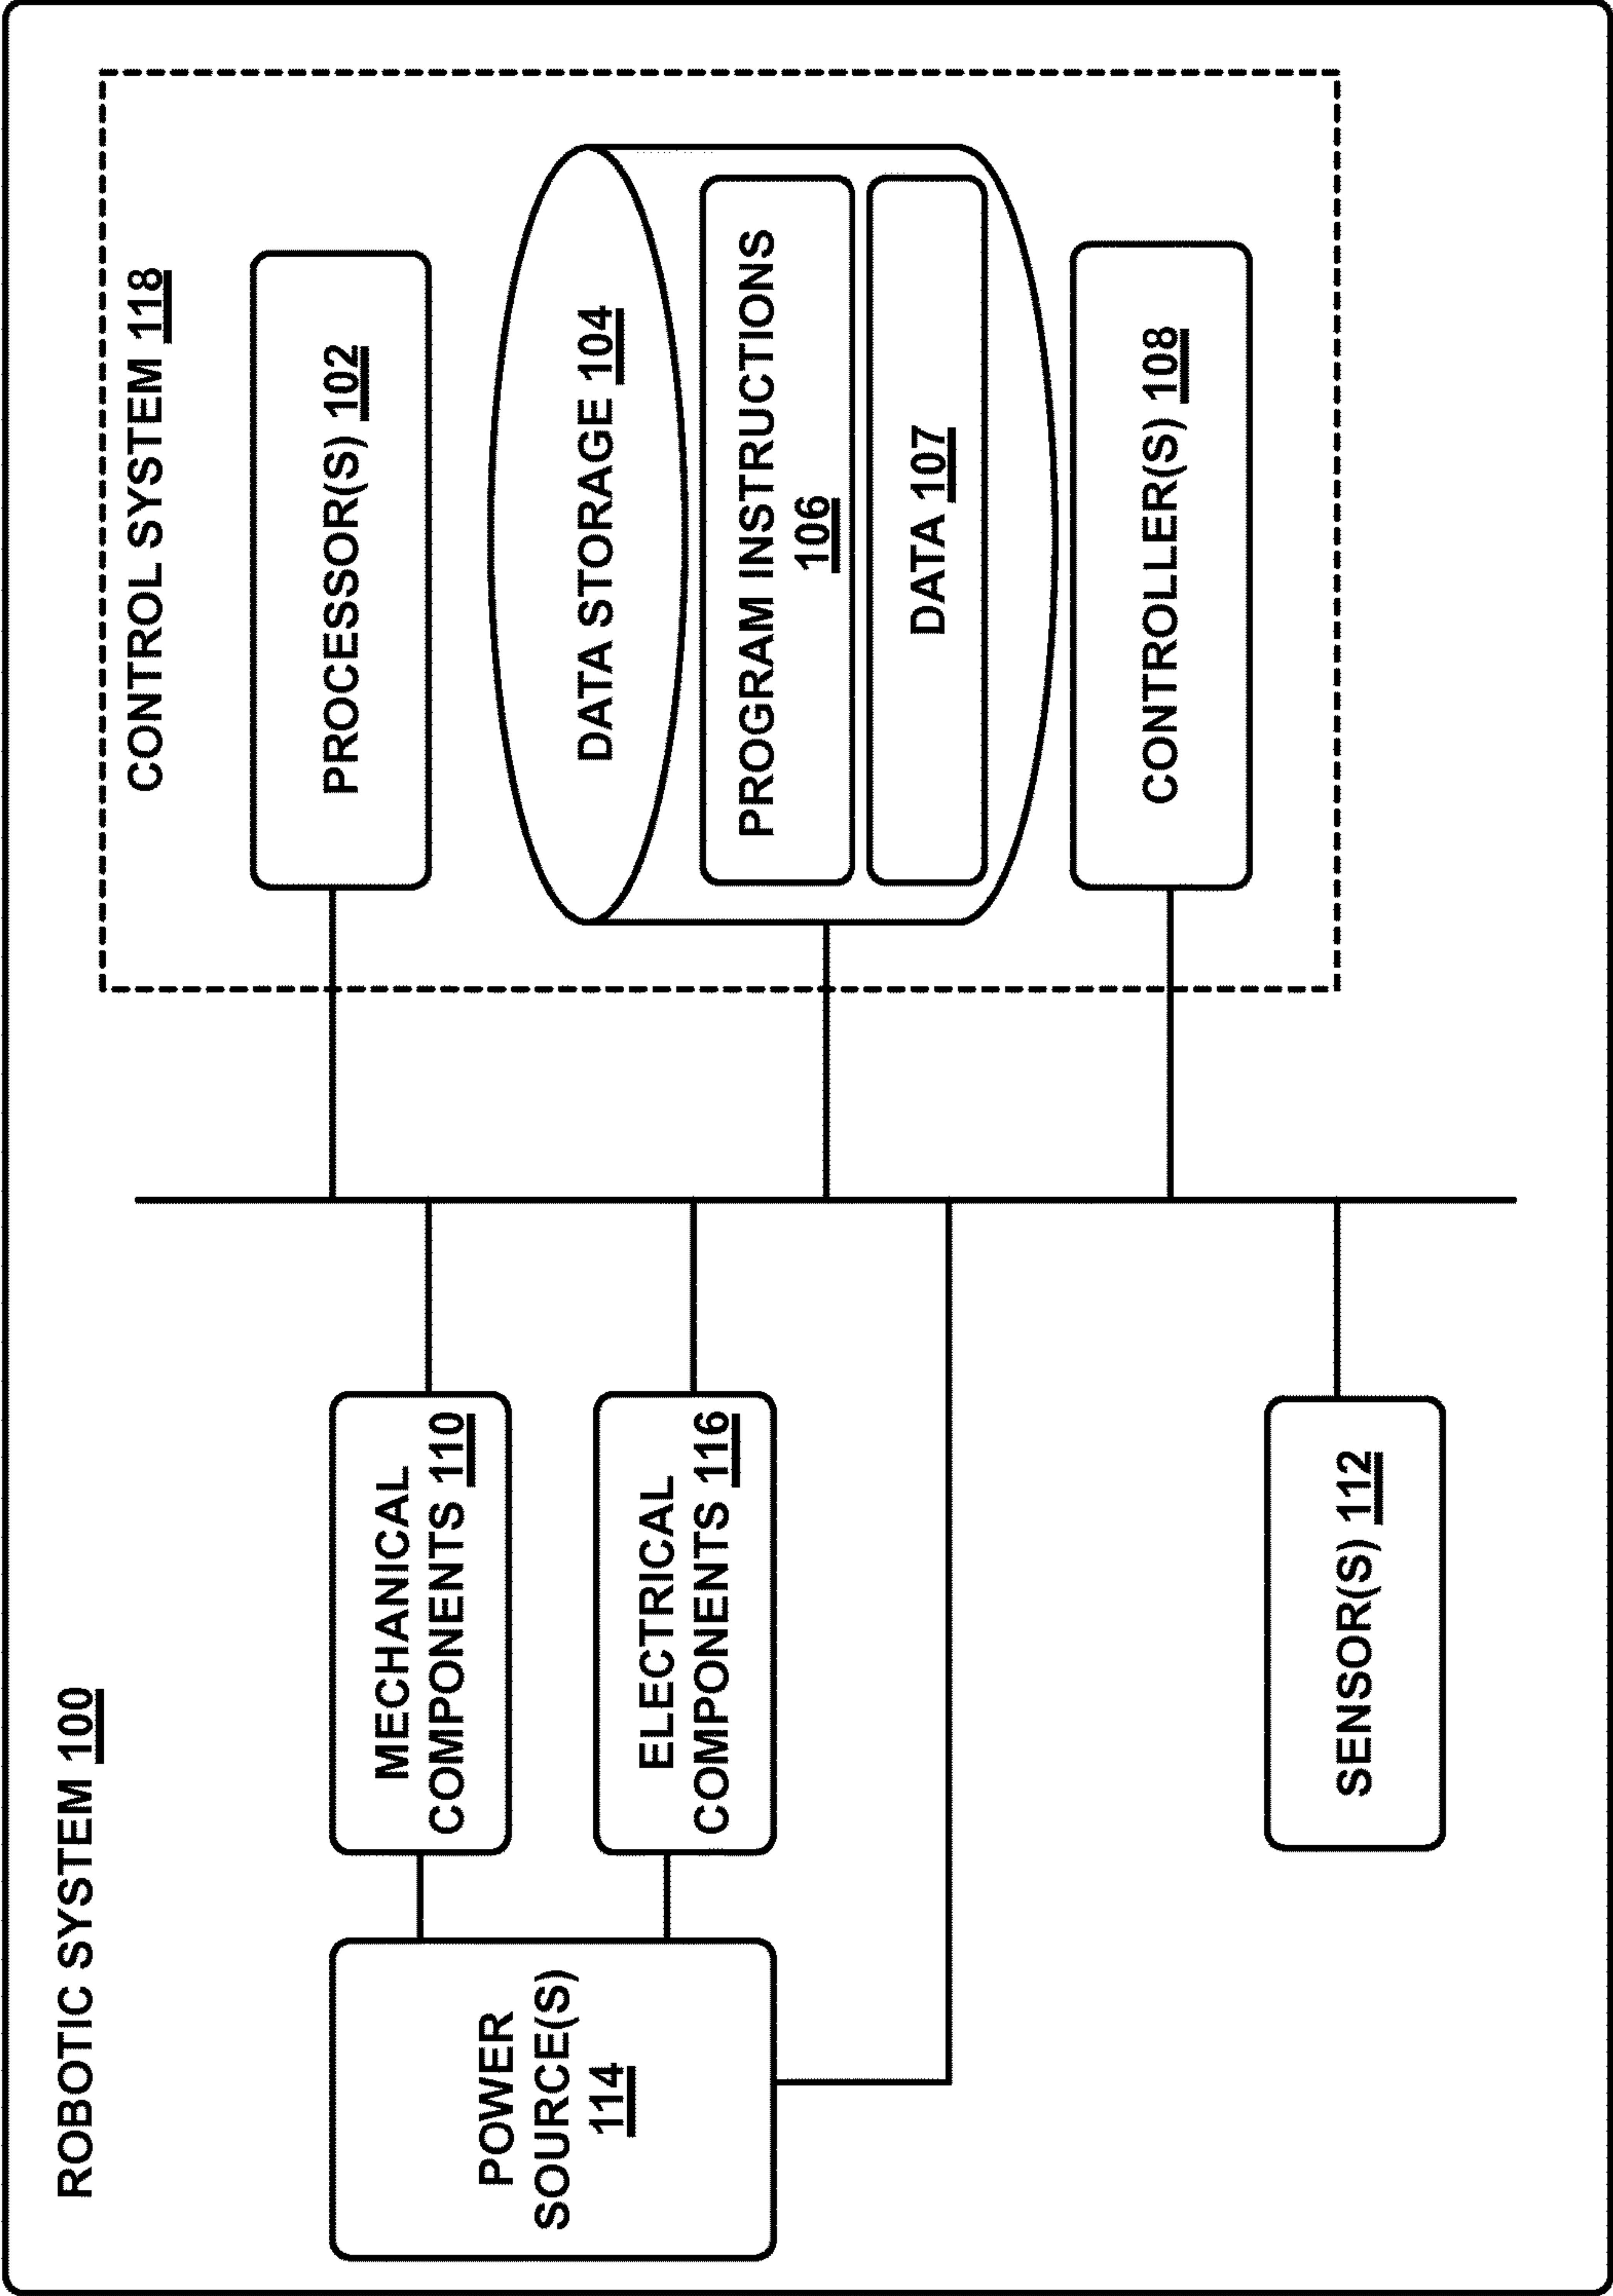 ROBOTIC SYSTEM 100
POWER
SOURCE(S)
114
MECHANICAL
COMPONENTS 110
ELECTRICAL
COMPONENTS 116
SENSOR(S) 112
CONTROL SYSTEM 118
PROCESSOR(S) 102
DATA STORAGE 104
PROGRAM INSTRUCTIONS
106
DATA 107
CONTROLLER(S) 108